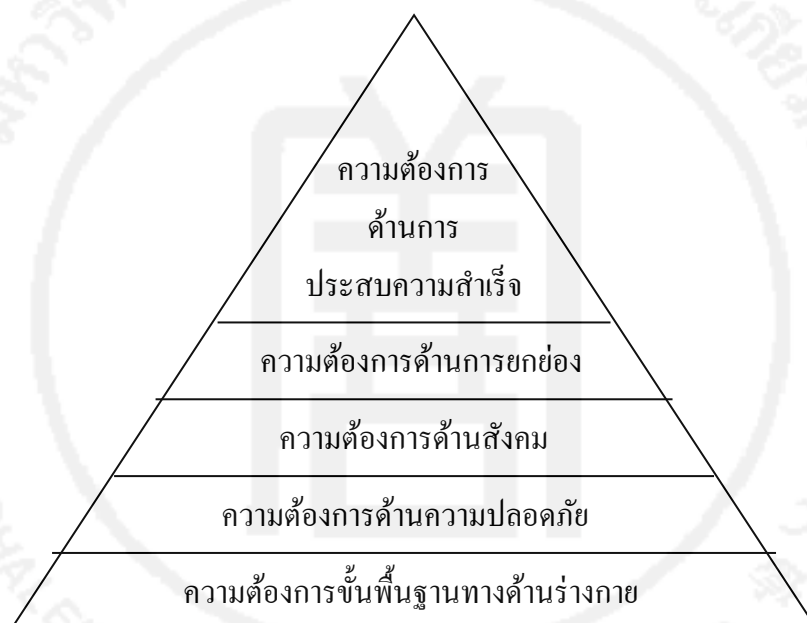 ความต้องการ
ด้านการ
ประสบความสำเร็จ
ความต้องการด้านการยกย่อง
ความต้องการด้านสังคม
ความต้องการด้านความปลอดภัย
ความต้องการขั้นพื้นฐานทางด้านร่างกาย